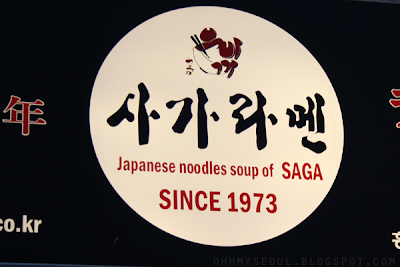 사가라멘
年
Japanese noodles soup of SAGA
SINCE 1973
co.kr
OHHMYSEOUL.BLOGSPOT.COM